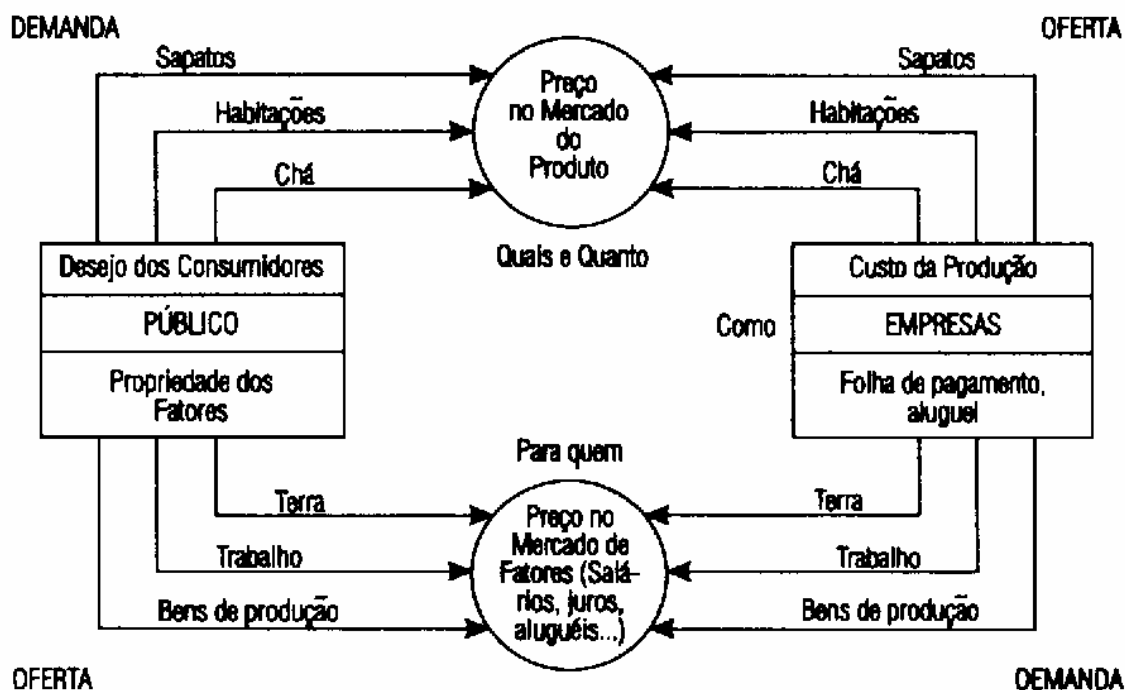 DEMANDA
OFERTA
Sapatos
Sapatos
Habitações
Habitações
Chá
Chá
Preço
no Mercado
do
Produto
Quais e Quanto
Desejo dos Consumidores
PÚBLICO
Propriedade dos
Fatores
Como
Custo da Produção
EMPRESAS
Folha de pagamento,
aluguel
Para quem
Terra
Terra
Trabalho
Trabalho
Bens de produção
Bens de produção
Preço no
Mercado de
Fatores (Salá-
rios, juros,
aluguéis...)
OFERTA
DEMANDA